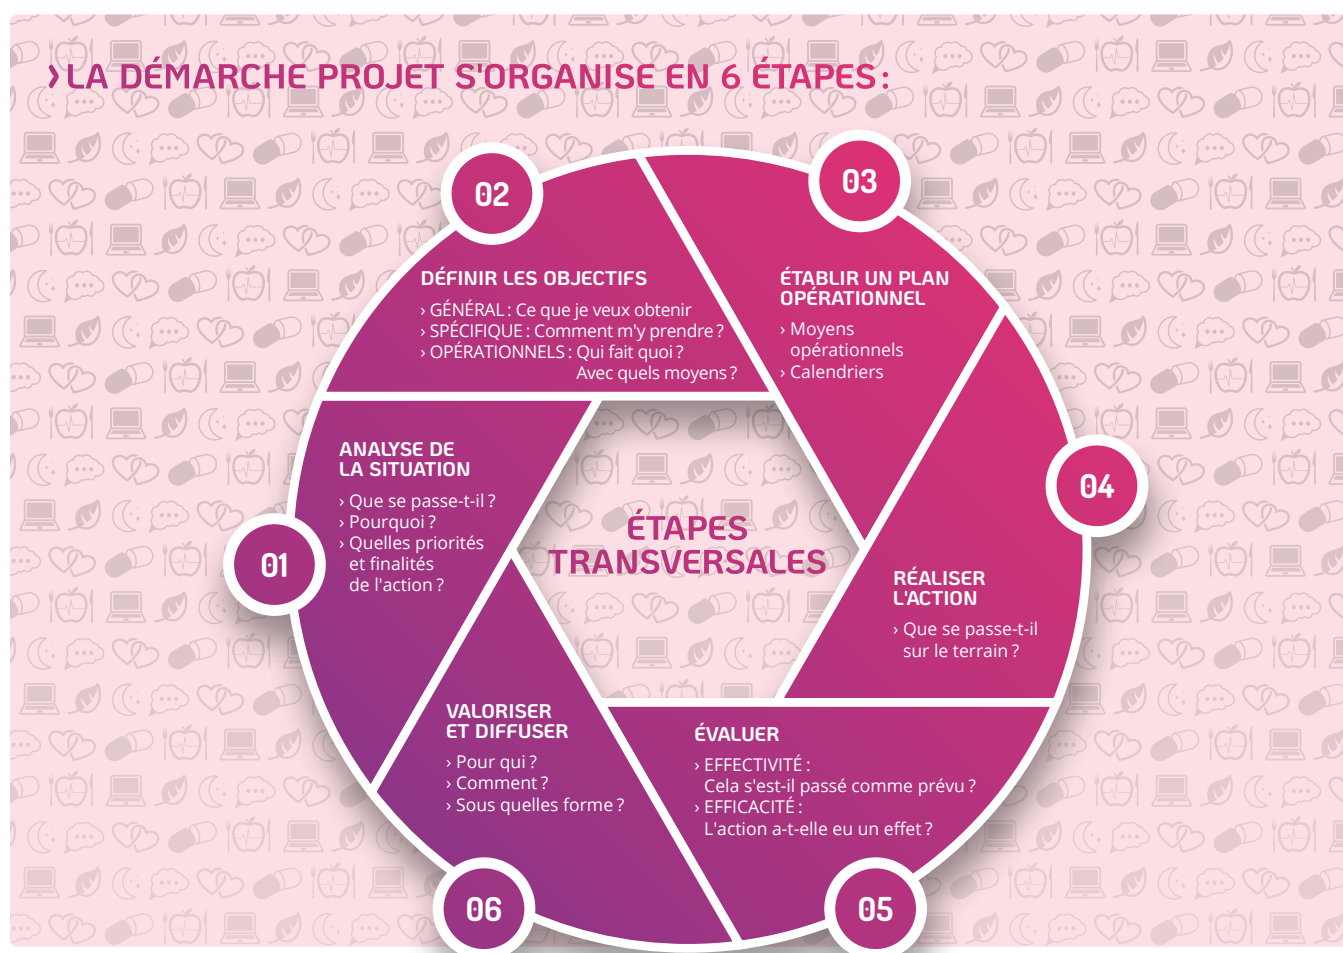 › LA DÉMARCHE PROJET S'ORGANISE EN 6 ÉTAPES :
01
ANALYSE DE
LA SITUATION
› Que se passe-t-il ?
› Pourquoi ?
› Quelles priorités
et finalités
de l'action ?
02
DÉFINIR LES OBJECTIFS
› GÉNÉRAL : Ce que je veux obtenir
› SPÉCIFIQUE : Comment m'y prendre ?
› OPÉRATIONNELS : Qui fait quoi ?
Avec quels moyens ?
03
ÉTABLIR UN PLAN
OPÉRATIONNEL
› Moyens
opérationnels
› Calendriers
04
RÉALISER
L'ACTION
› Que se passe-t-il
sur le terrain ?
05
ÉVALUER
› EFFECTIVITÉ :
Cela s'est-il passé comme prévu ?
› EFFICACITÉ :
L'action a-t-elle eu un effet ?
06
VALORISER
ET DIFFUSER
› Pour qui ?
› Comment ?
› Sous quelles forme ?
ÉTAPES
TRANSVERSALES